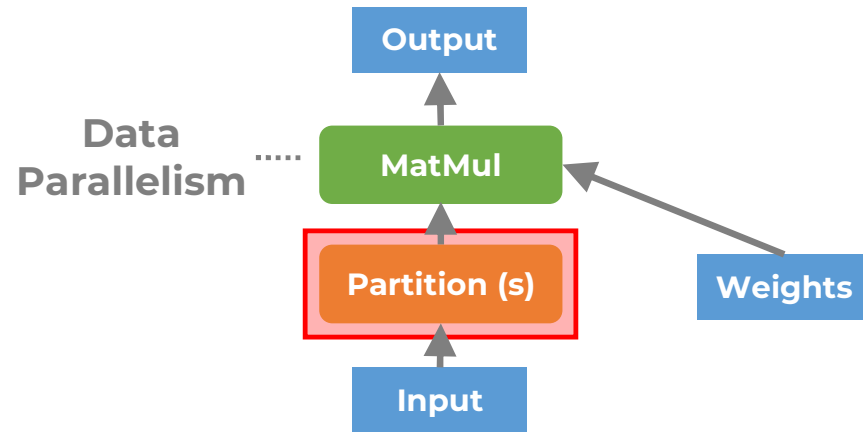 Output
Data
Parallelism
.....
MatMul
Partition (s)
Weights
Input